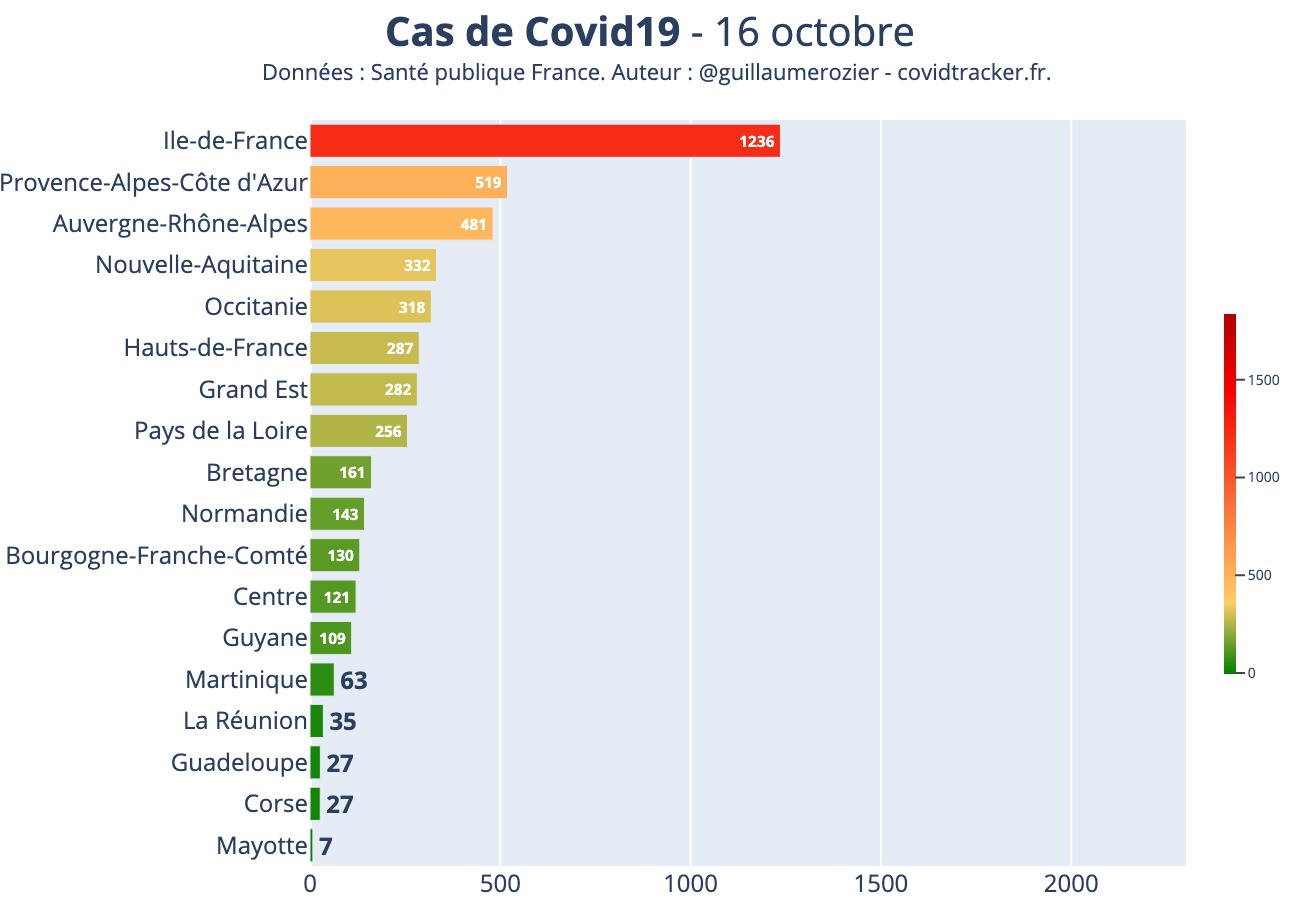 Cas de Covid19 - 16 octobre
Données : Santé publique France. Auteur : @guillaumerozier - covidtracker.fr.
Ile-de-France 1236
Provence-Alpes-Côte d'Azur 519
Auvergne-Rhône-Alpes 481
Nouvelle-Aquitaine 332
Occitanie 318
Hauts-de-France 287
Grand Est 282
Pays de la Loire 256
Bretagne 161
Normandie 143
Bourgogne-Franche-Comté 130
Centre 121
Guyane 109
Martinique 63
La Réunion 35
Guadeloupe 27
Corse 27
Mayotte 7
0 500 1000 1500 2000
1500
1000
500
0